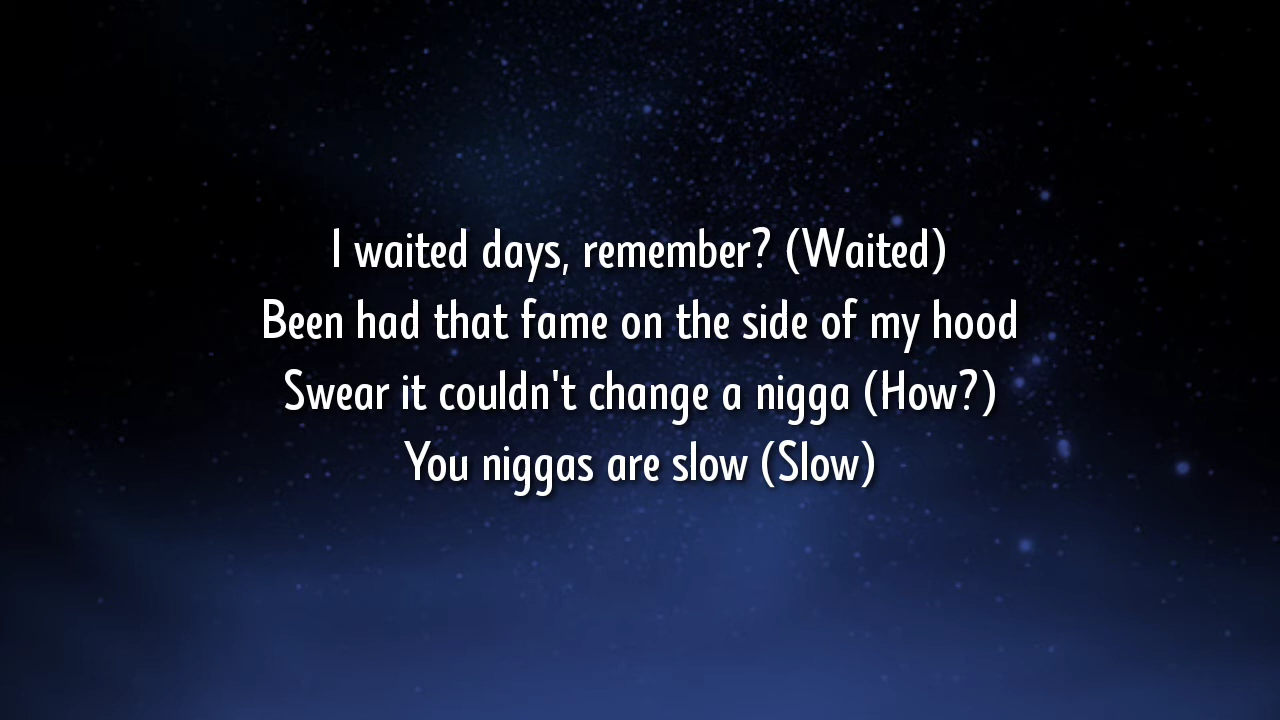 I waited days, remember? (Waited)
Been had that fame on the side of my hood
Swear it couldn't change a nigga (How?)
You niggas are slow (Slow)